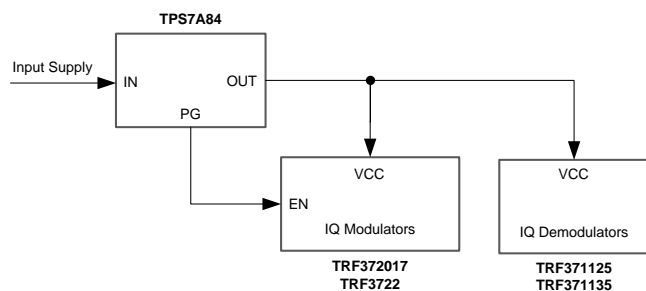 TPS7A84
Input Supply
IN
OUT
PG
VCC
EN
IQ Modulators
TRF372017
TRF3722
VCC
IQ Demodulators
TRF371125
TRF371135